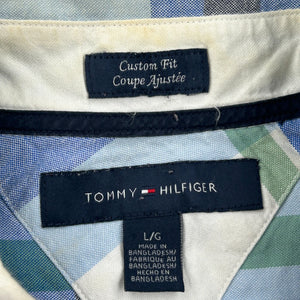 Custom Fit
Coupe Ajustée
TOMMY HILFIGER
L/G
MADE IN
BANGLADESH/
FABRIQUÉ AU
BANGLADESH/
HECHO EN
BANGLADESH